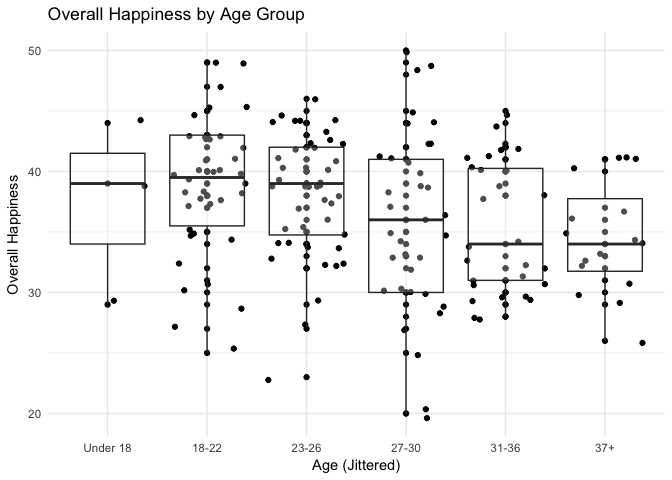 Overall Happiness by Age Group
50
40
30
20
Overall Happiness
Under 18 18-22 23-26 27-30 31-36 37+
Age (Jittered)